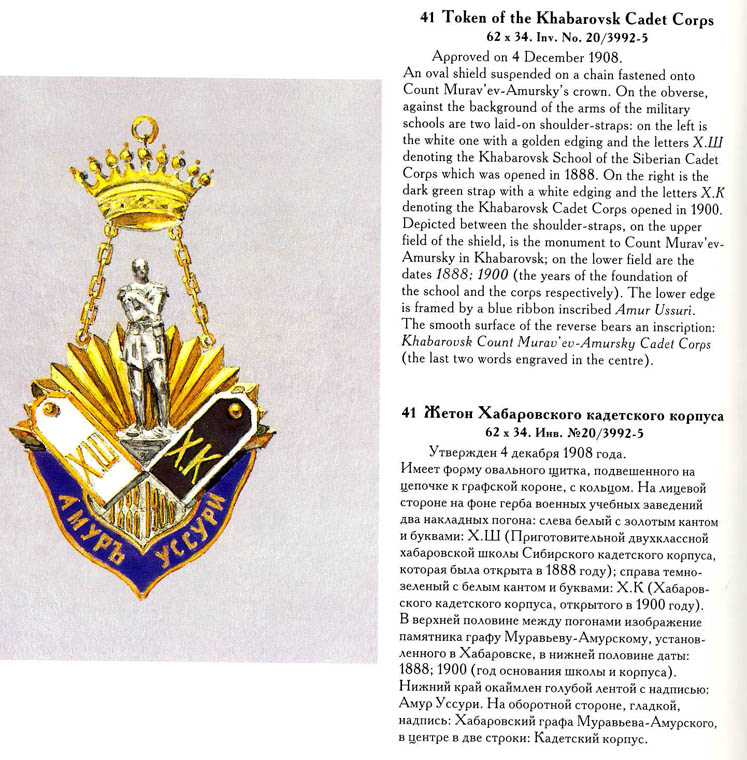 41 Token of the Khabarovsk Cadet Corps
62 x 34. Inv. No. 20/3992-5
Approved on 4 December 1908.
An oval shield suspended on a chain fastened onto
Count Murav'ev-Amursky's crown. On the obverse,
against the background of the arms of the military
schools are two laid-on shoulder-straps: on the left is
the white one with a golden edging and the letters X.Ш
denoting the Khabarovsk School of the Siberian Cadet
Corps which was opened in 1888. On the right is the
dark green strap with a white edging and the letters X.K
denoting the Khabarovsk Cadet Corps opened in 1900.
Depicted between the shoulder-straps, on the upper
field of the shield, is the monument to Count Murav'ev-
Amursky in Khabarovsk; on the lower field are the
dates 1888; 1900 (the years of the foundation of
the school and the corps respectively). The lower edge
is framed by a blue ribbon inscribed Amur Ussuri.
The smooth surface of the reverse bears an inscription:
Khabarovsk Count Murav'ev-Amursky Cadet Corps
(the last two words engraved in the centre).
41 Жетон Хабаровского кадетского корпуса
62 x 34. Инв. №20/3992-5
Утвержден 4 декабря 1908 года.
Имеет форму овального щитка, подвешенного на
цепочке к графской короне, с кольцом. На лицевой
стороне на фоне герба военных учебных заведений
два накладных погона: слева белый с золотым кантом
и буквами: Х.Ш (Приготовительной двухклассной
хабаровской школы Сибирского кадетского корпуса,
которая была открыта в 1888 году); справа темно-
зеленый с белым кантом и буквами: Х.К (Хабаров-
ского кадетского корпуса, открытого в 1900 году).
В верхней половине между погонами изображение
памятника графу Муравьеву-Амурскому, установ-
ленного в Хабаровске, в нижней половине даты:
1888; 1900 (год основания школы и корпуса).
Нижний край окаймлен голубой лентой с надписью:
Амур Уссури. На оборотной стороне, гладкой,
надпись: Хабаровский графа Муравьева-Амурского,
в центре в две строки: Кадетский корпус.
ХШ
Х.К
АМУРЪ УССУРИ